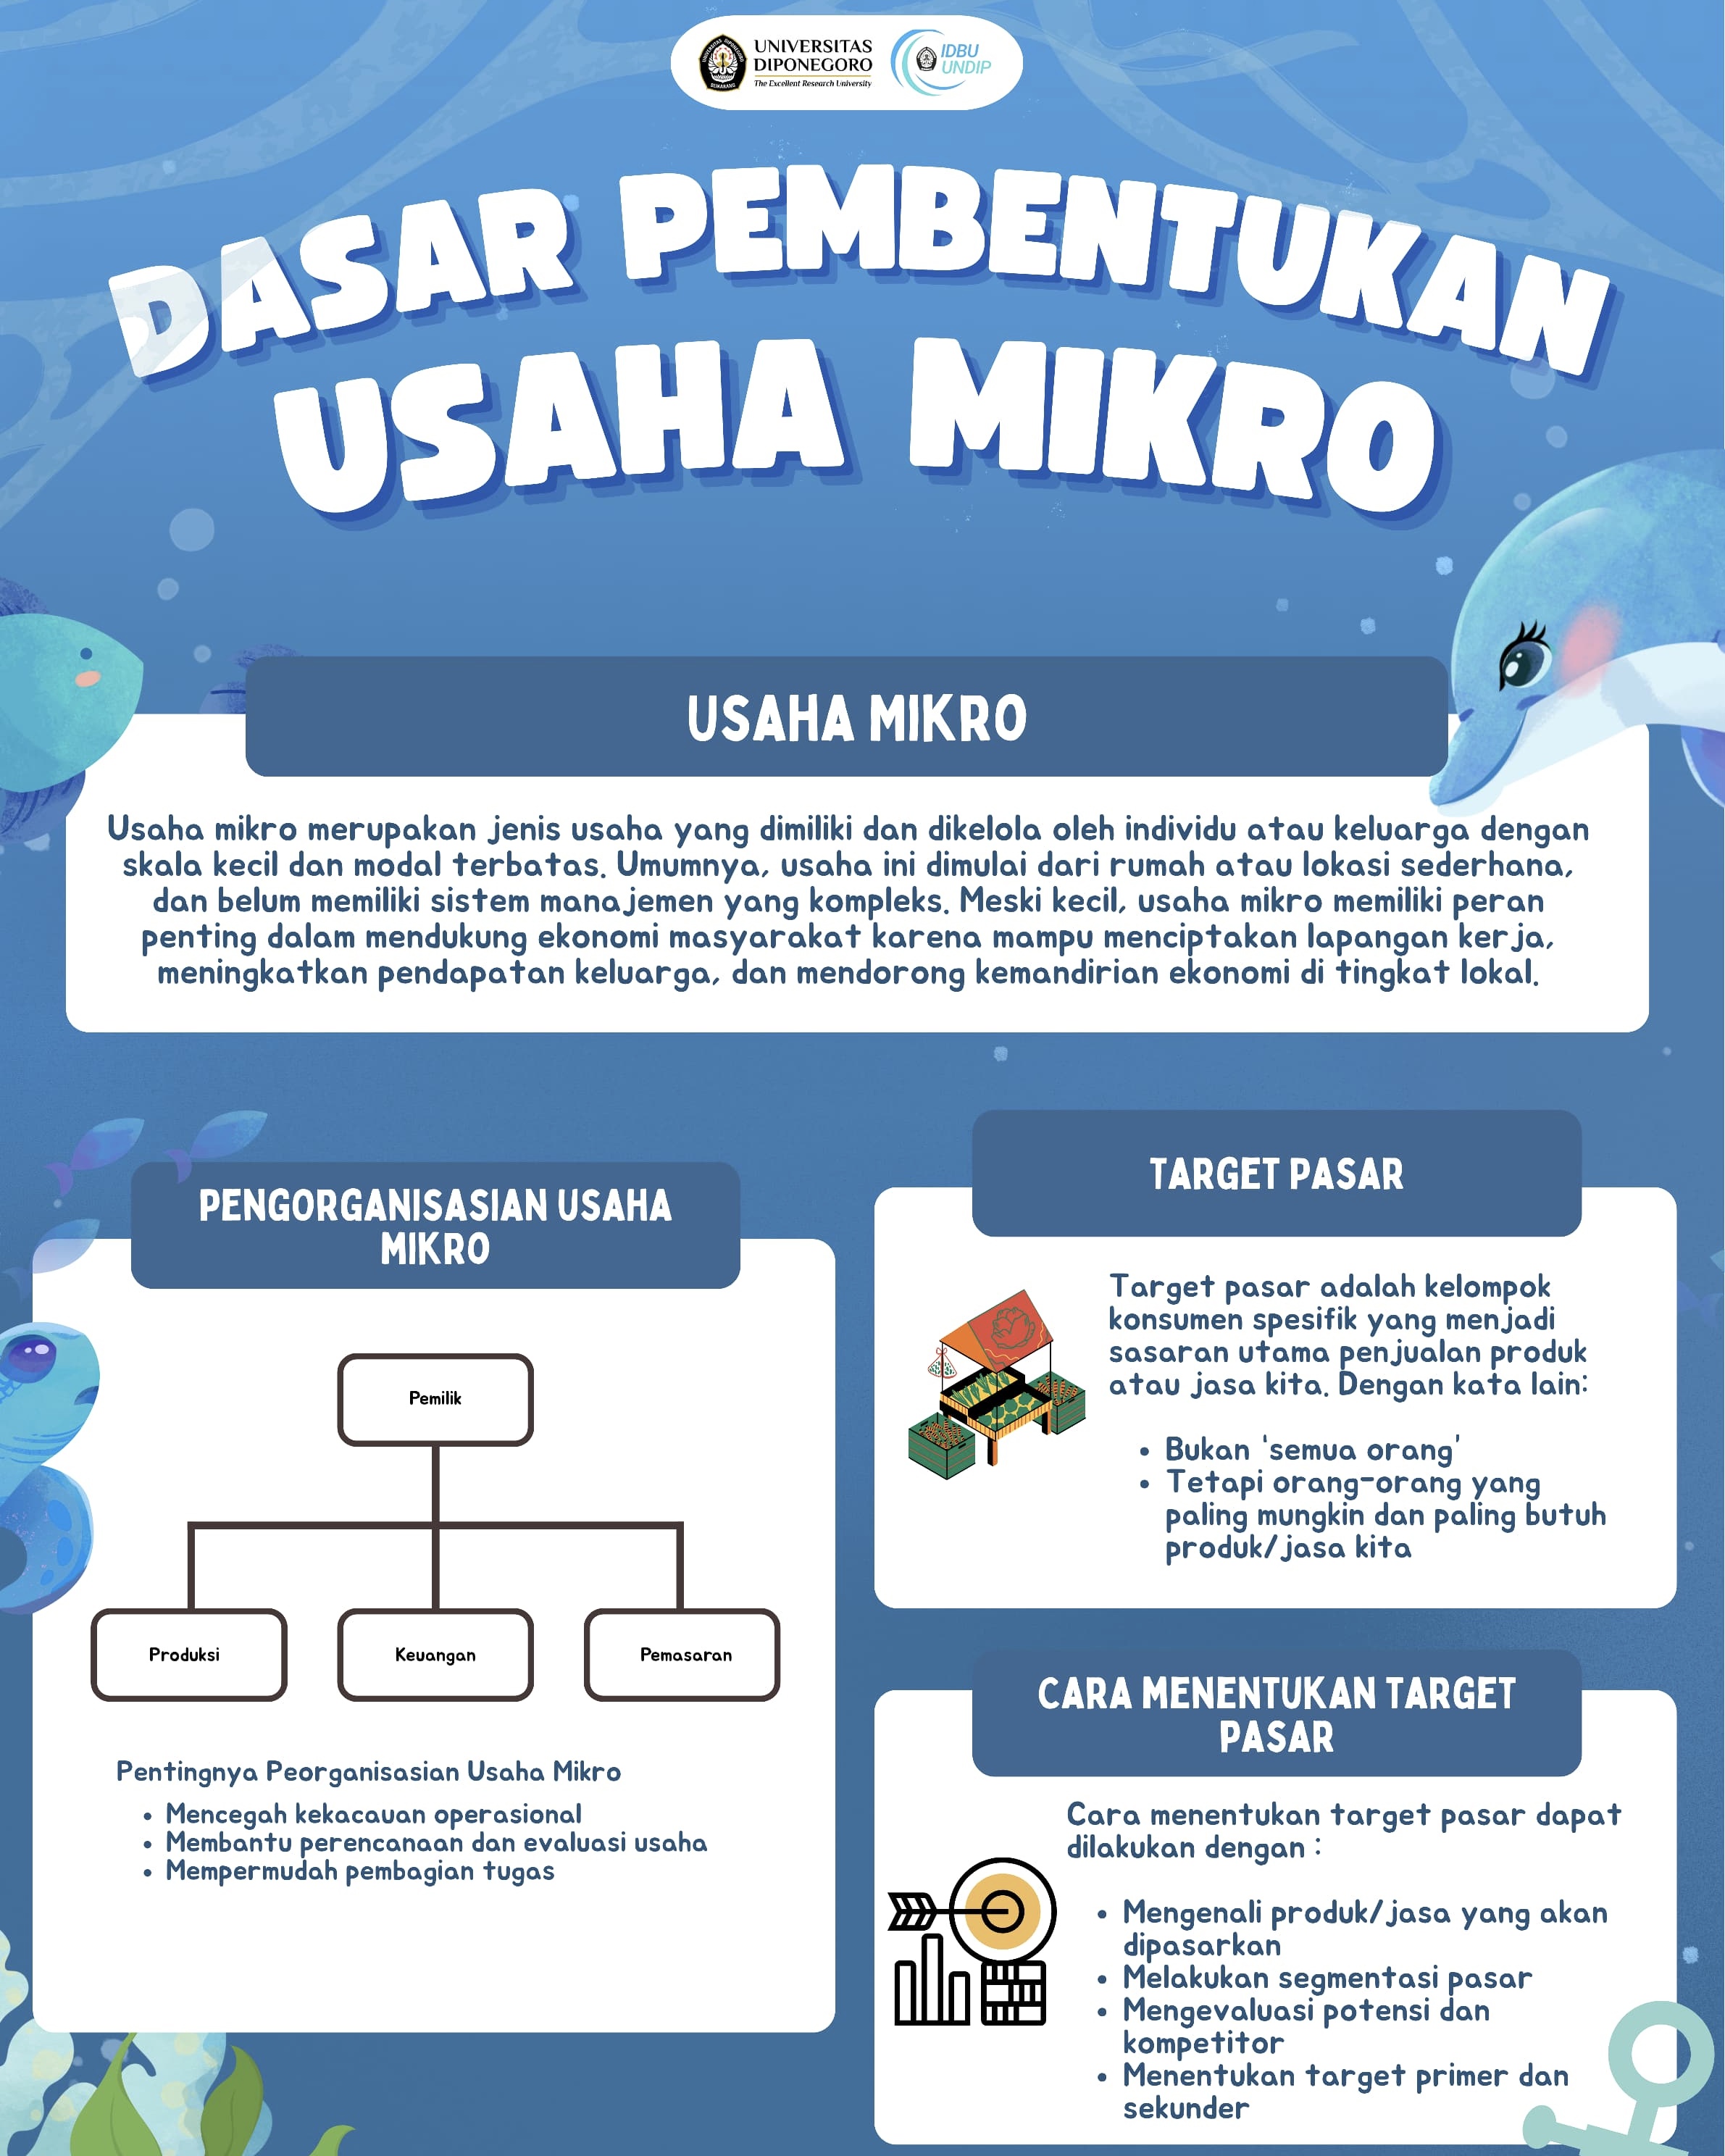 UNIVERSITAS
DIPONEGORO
The Excellent Research University
IDBU
UNDIP
DASAR PEMBENTUKAN
USAHA MIKRO
USAHA MIKRO
Usaha mikro merupakan jenis usaha yang dimiliki dan dikelola oleh individu atau keluarga dengan
skala kecil dan modal terbatas. Umumnya, usaha ini dimulai dari rumah atau lokasi sederhana,
dan belum memiliki sistem manajemen yang kompleks. Meski kecil, usaha mikro memiliki peran
penting dalam mendukung ekonomi masyarakat karena mampu menciptakan lapangan kerja,
meningkatkan pendapatan keluarga, dan mendorong kemandirian ekonomi di tingkat lokal.
PENGORGANISASIAN USAHA
MIKRO
Pemilik
Produksi
Keuangan
Pemasaran
Pentingnya Peorganisasian Usaha Mikro
• Mencegah kekacauan operasional
• Membantu perencanaan dan evaluasi usaha
• Mempermudah pembagian tugas
TARGET PASAR
Target pasar adalah kelompok
konsumen spesifik yang menjadi
sasaran utama penjualan produk
atau jasa kita. Dengan kata lain:
• Bukan 'semua orang'
• Tetapi orang-orang yang
paling mungkin dan paling butuh
produk/jasa kita
CARA MENENTUKAN TARGET
PASAR
Cara menentukan target pasar dapat
dilakukan dengan :
• Mengenali produk/jasa yang akan
dipasarkan
• Melakukan segmentasi pasar
• Mengevaluasi potensi dan
kompetitor
• Menentukan target primer dan
sekunder